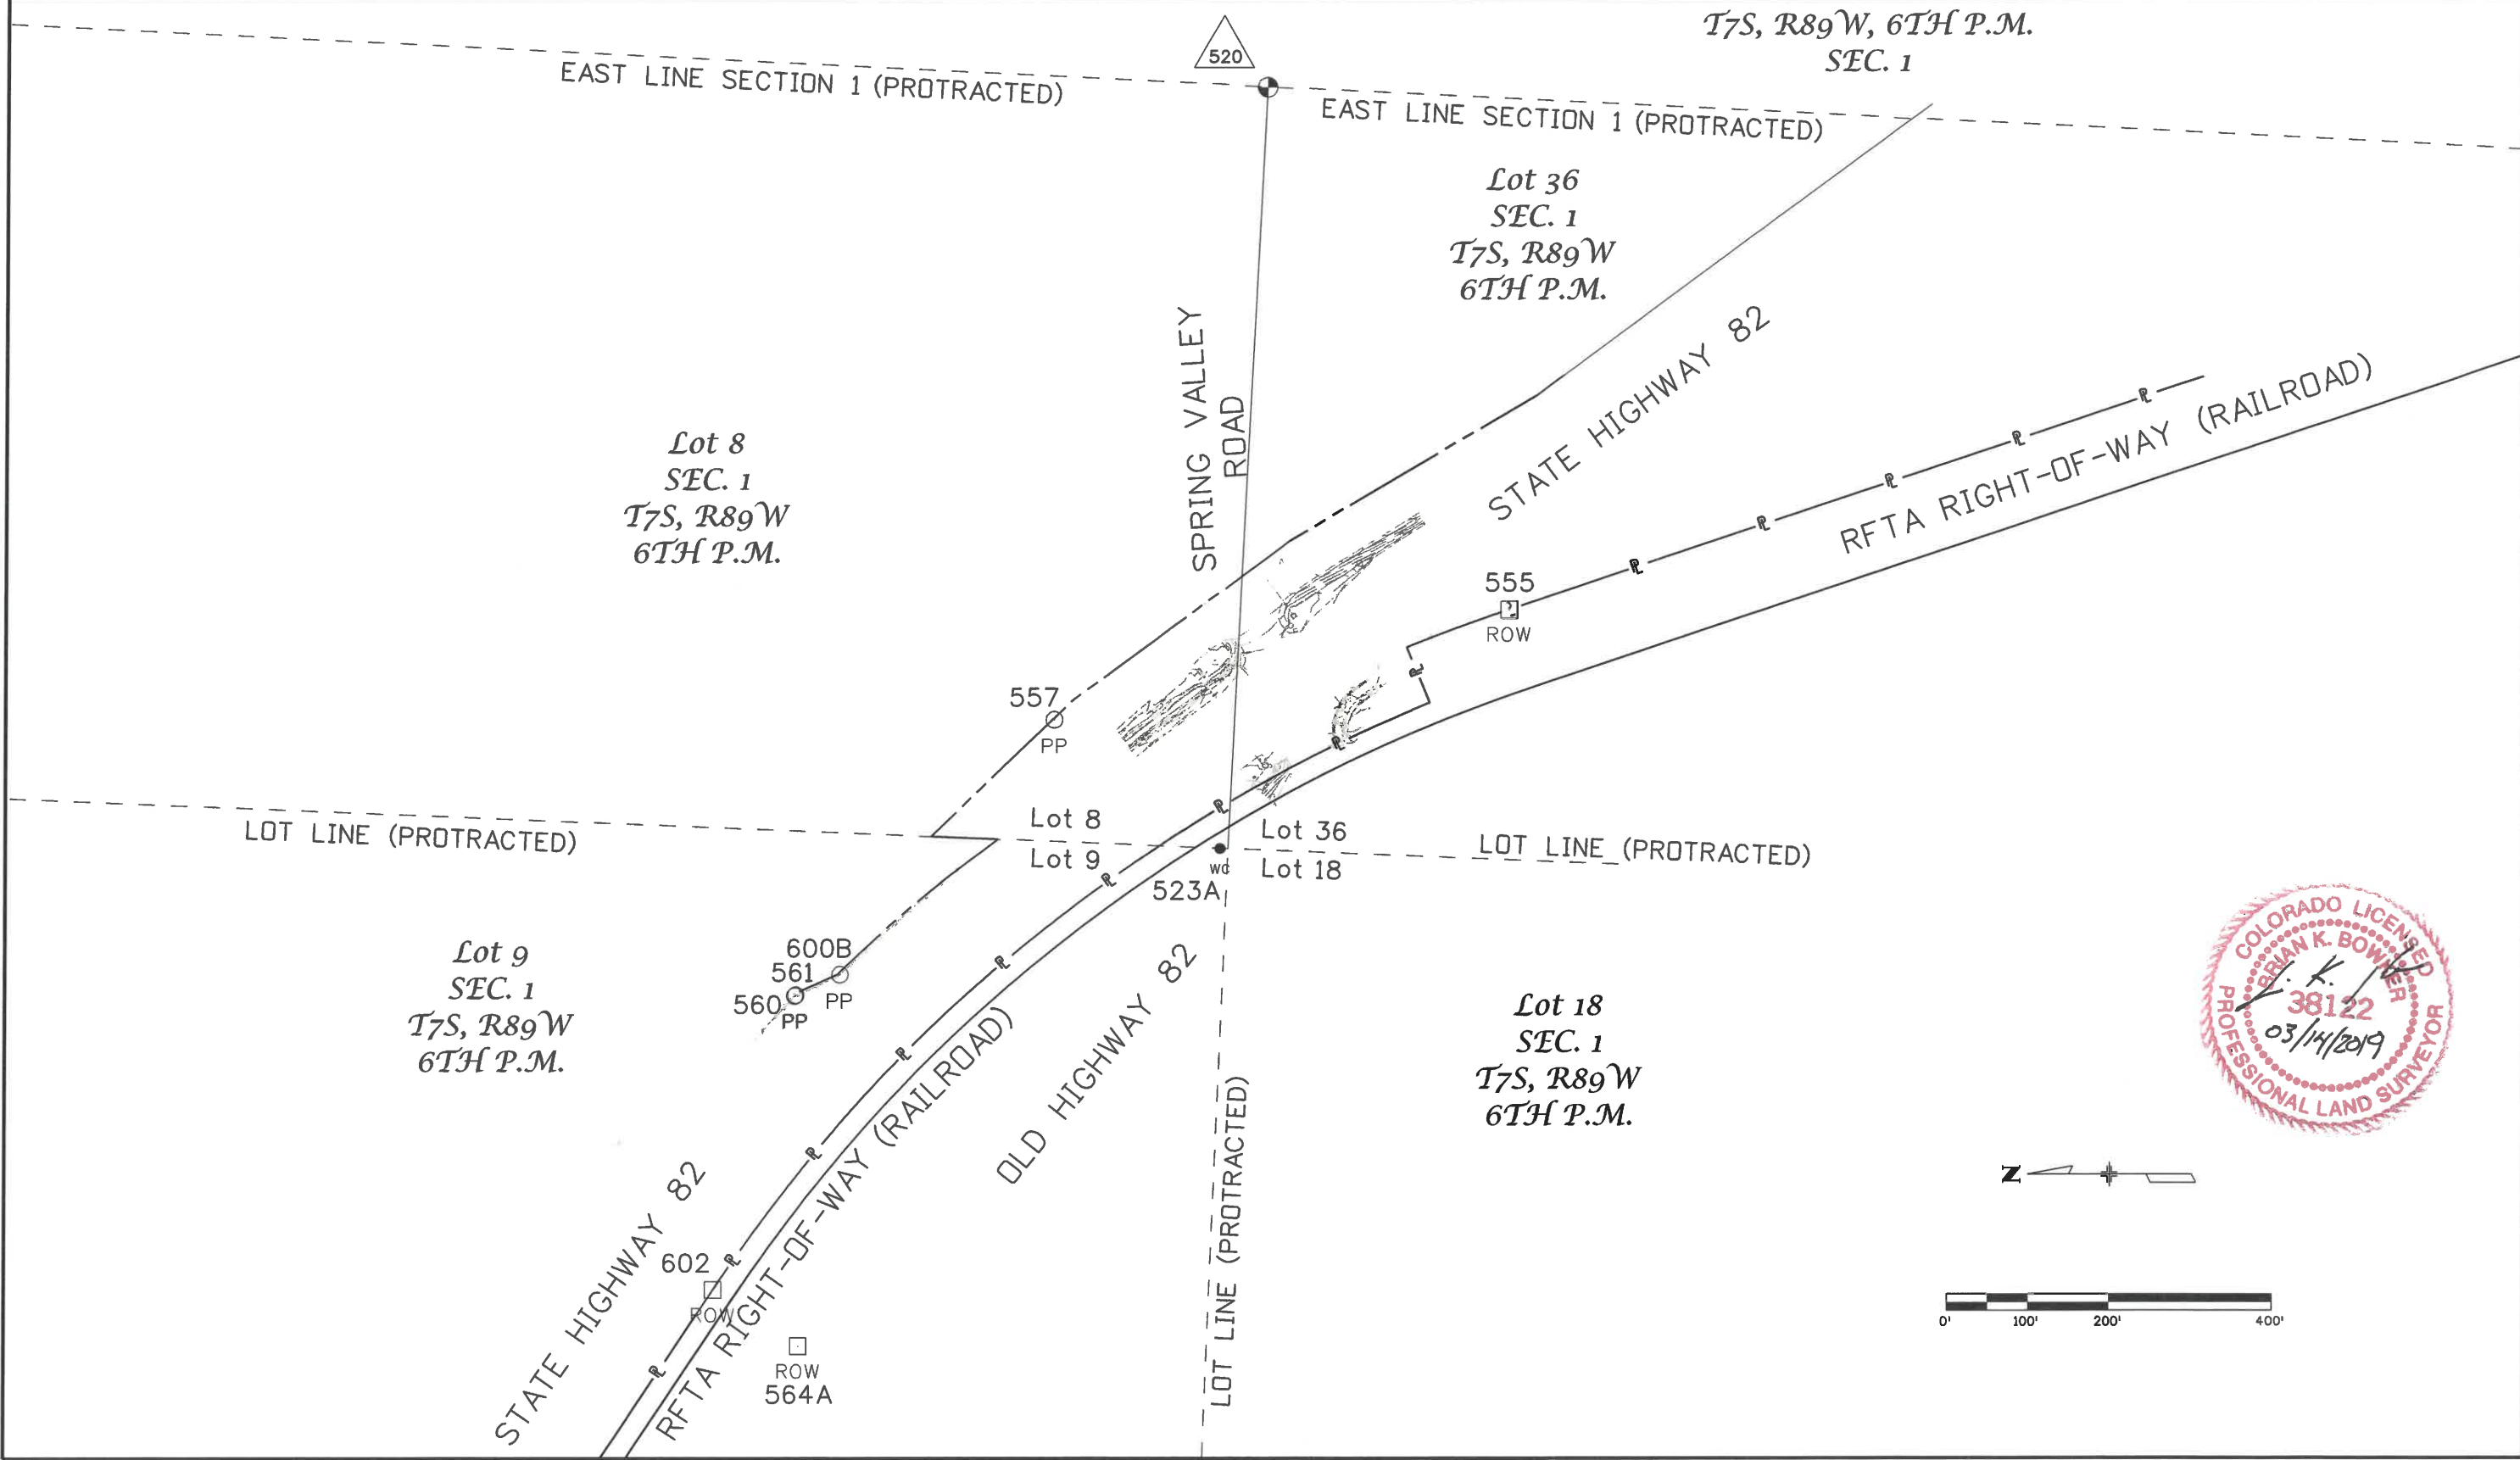 T7S, R89W, 6TH P.M.
SEC. 1
520
EAST LINE SECTION 1 (PROTRACTED)
EAST LINE SECTION 1 (PROTRACTED)
Lot 36
SEC. 1
T7S, R89W
6TH P.M.
SPRING VALLEY
ROAD
STATE HIGHWAY 82
RFTA RIGHT-OF-WAY (RAILROAD)
Lot 8
SEC. 1
T7S, R89W
6TH P.M.
555
ROW
557
PP
LOT LINE (PROTRACTED)
Lot 8
Lot 9
Lot 36
Lot 18
LOT LINE (PROTRACTED)
wd
523A
Lot 9
SEC. 1
T7S, R89W
6TH P.M.
600B
561
560
PP
PP
OLD HIGHWAY 82
LOT LINE (PROTRACTED)
Lot 18
SEC. 1
T7S, R89W
6TH P.M.
COLORADO LICENSED
BRIAN K. BOWKER
38122
03/14/2019
PROFESSIONAL LAND SURVEYOR
N
STATE HIGHWAY 82
602
ROW
RFTA RIGHT-OF-WAY (RAILROAD)
ROW
564A
0' 100' 200' 400'